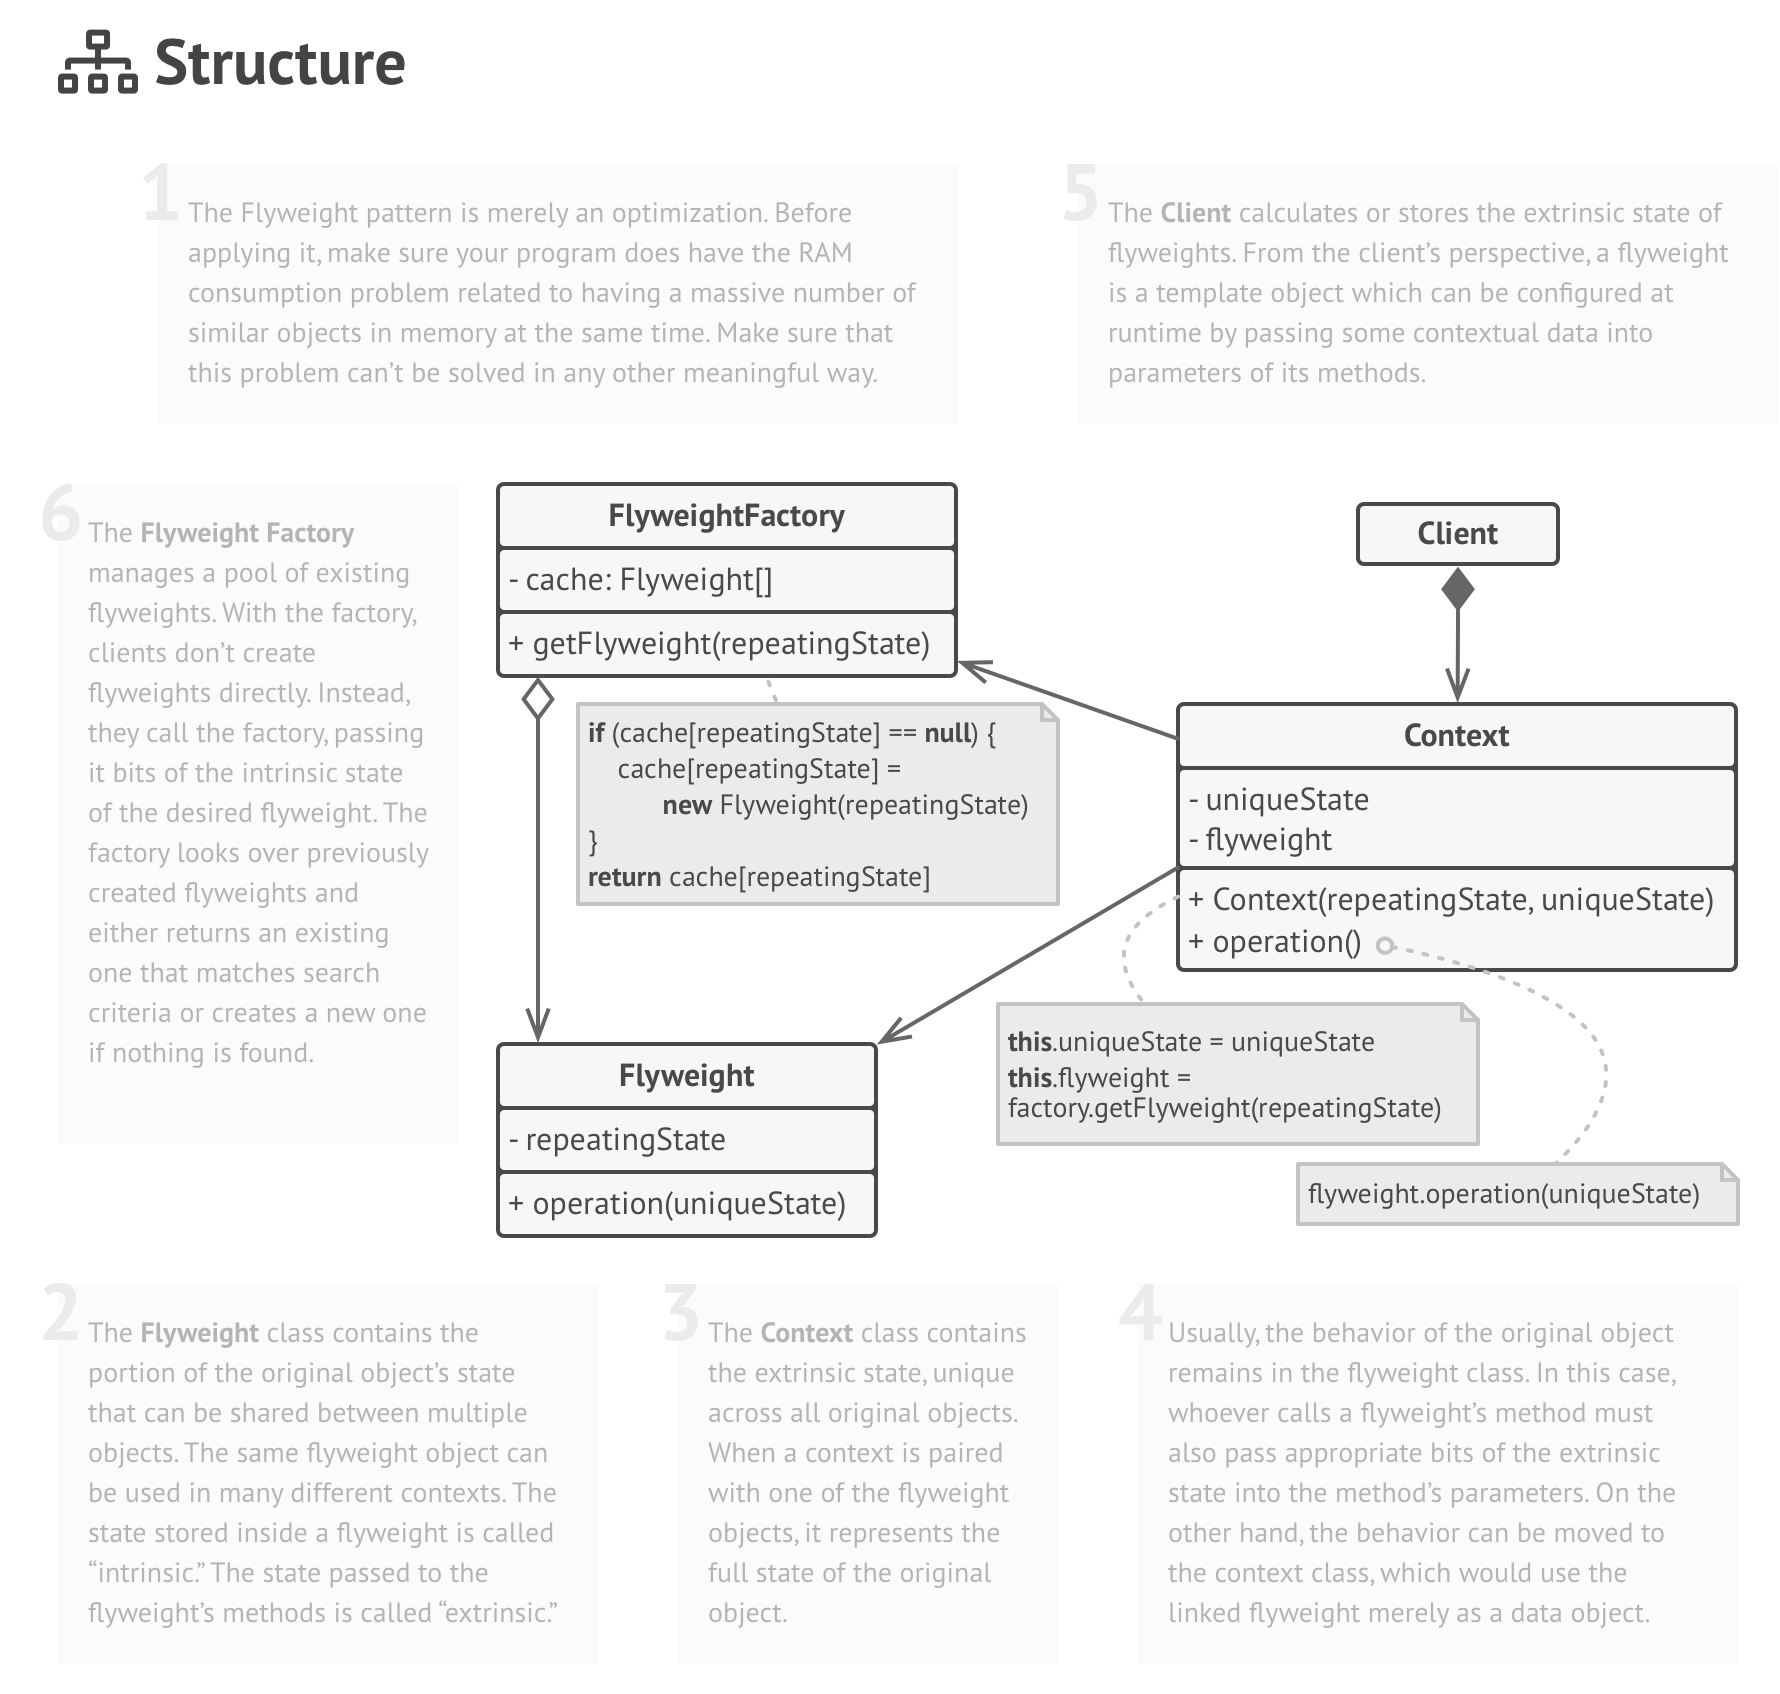 Structure
1
The Flyweight pattern is merely an optimization. Before
applying it, make sure your program does have the RAM
consumption problem related to having a massive number of
similar objects in memory at the same time. Make sure that
this problem can’t be solved in any other meaningful way.
5
The Client calculates or stores the extrinsic state of
flyweights. From the client’s perspective, a flyweight
is a template object which can be configured at
runtime by passing some contextual data into
parameters of its methods.
6
The Flyweight Factory
manages a pool of existing
flyweights. With the factory,
clients don’t create
flyweights directly. Instead,
they call the factory, passing
it bits of the intrinsic state
of the desired flyweight. The
factory looks over previously
created flyweights and
either returns an existing
one that matches search
criteria or creates a new one
if nothing is found.
FlyweightFactory
- cache: Flyweight[]
+ getFlyweight(repeatingState)
if (cache[repeatingState] == null) {
cache[repeatingState] =
new Flyweight(repeatingState)
}
return cache[repeatingState]
Client
Context
- uniqueState
- flyweight
+ Context(repeatingState, uniqueState)
+ operation()
this.uniqueState = uniqueState
this.flyweight =
factory.getFlyweight(repeatingState)
flyweight.operation(uniqueState)
Flyweight
- repeatingState
+ operation(uniqueState)
2
The Flyweight class contains the
portion of the original object’s state
that can be shared between multiple
objects. The same flyweight object can
be used in many different contexts. The
state stored inside a flyweight is called
“intrinsic.” The state passed to the
flyweight’s methods is called “extrinsic.”
3
The Context class contains
the extrinsic state, unique
across all original objects.
When a context is paired
with one of the flyweight
objects, it represents the
full state of the original
object.
4
Usually, the behavior of the original object
remains in the flyweight class. In this case,
whoever calls a flyweight’s method must
also pass appropriate bits of the extrinsic
state into the method’s parameters. On the
other hand, the behavior can be moved to
the context class, which would use the
linked flyweight merely as a data object.